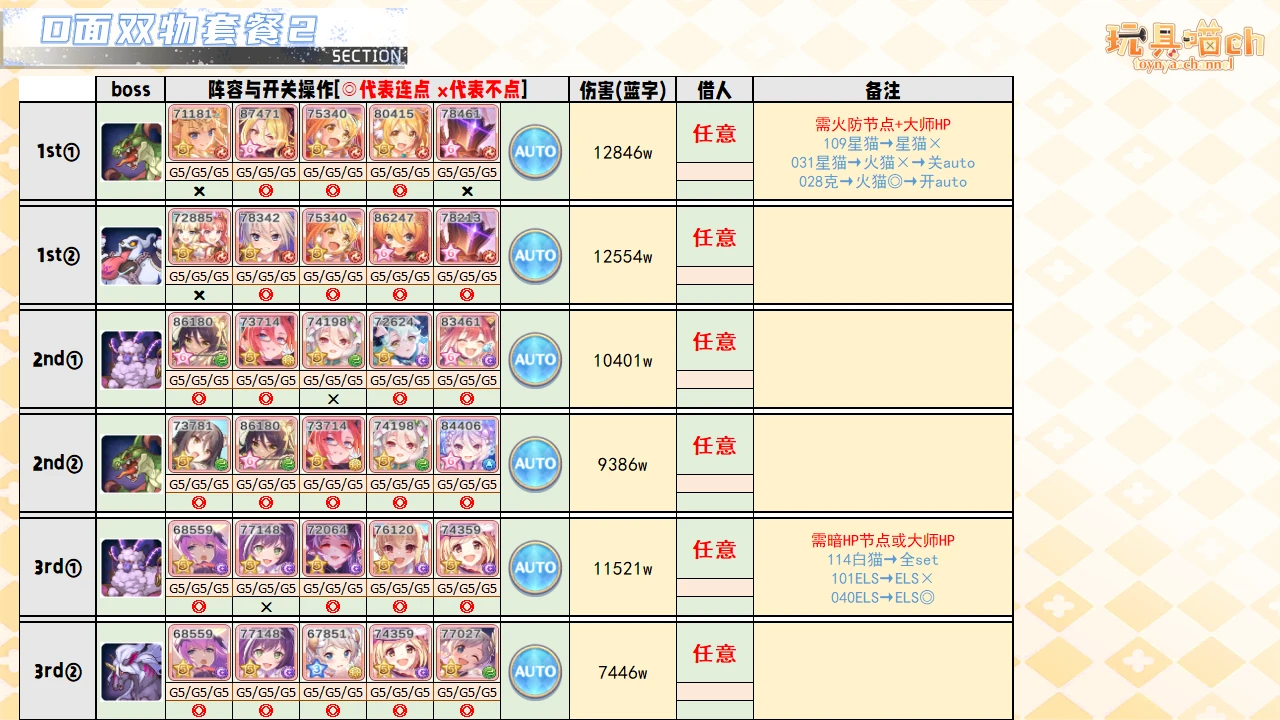 D面双物套餐2
SECTION
玩具喵ch
toynya-channel
boss 阵容与开关操作[◎代表连点 ×代表不点] 伤害(蓝字) 借人 备注
1st① 71181 87471 75340 80415 78461 AUTO 12846w 任意
G5/G5/G5 G5/G5/G5 G5/G5/G5 G5/G5/G5 G5/G5/G5
× ◎ ◎ ◎ ×
需火防节点+大师HP
109星猫→星猫×
031星猫→火猫×→关auto
028克→火猫◎→开auto
1st② 72885 78342 75340 86247 78213 AUTO 12554w 任意
G5/G5/G5 G5/G5/G5 G5/G5/G5 G5/G5/G5 G5/G5/G5
× ◎ ◎ ◎ ◎
2nd① 86180 73714 74198 72624 83461 AUTO 10401w 任意
G5/G5/G5 G5/G5/G5 G5/G5/G5 G5/G5/G5 G5/G5/G5
◎ ◎ × ◎ ◎
2nd② 73781 86180 73714 74198 84406 AUTO 9386w 任意
G5/G5/G5 G5/G5/G5 G5/G5/G5 G5/G5/G5 G5/G5/G5
◎ ◎ ◎ ◎ ◎
3rd① 68559 77148 72064 76120 74359 AUTO 11521w 任意
G5/G5/G5 G5/G5/G5 G5/G5/G5 G5/G5/G5 G5/G5/G5
◎ × ◎ ◎ ◎
需暗HP节点或大师HP
114白猫→全set
101ELS→ELS×
040ELS→ELS◎
3rd② 68559 77148 67851 74359 77027 AUTO 7446w 任意
G5/G5/G5 G5/G5/G5 G5/G5/G5 G5/G5/G5 G5/G5/G5
◎ ◎ ◎ ◎ ◎